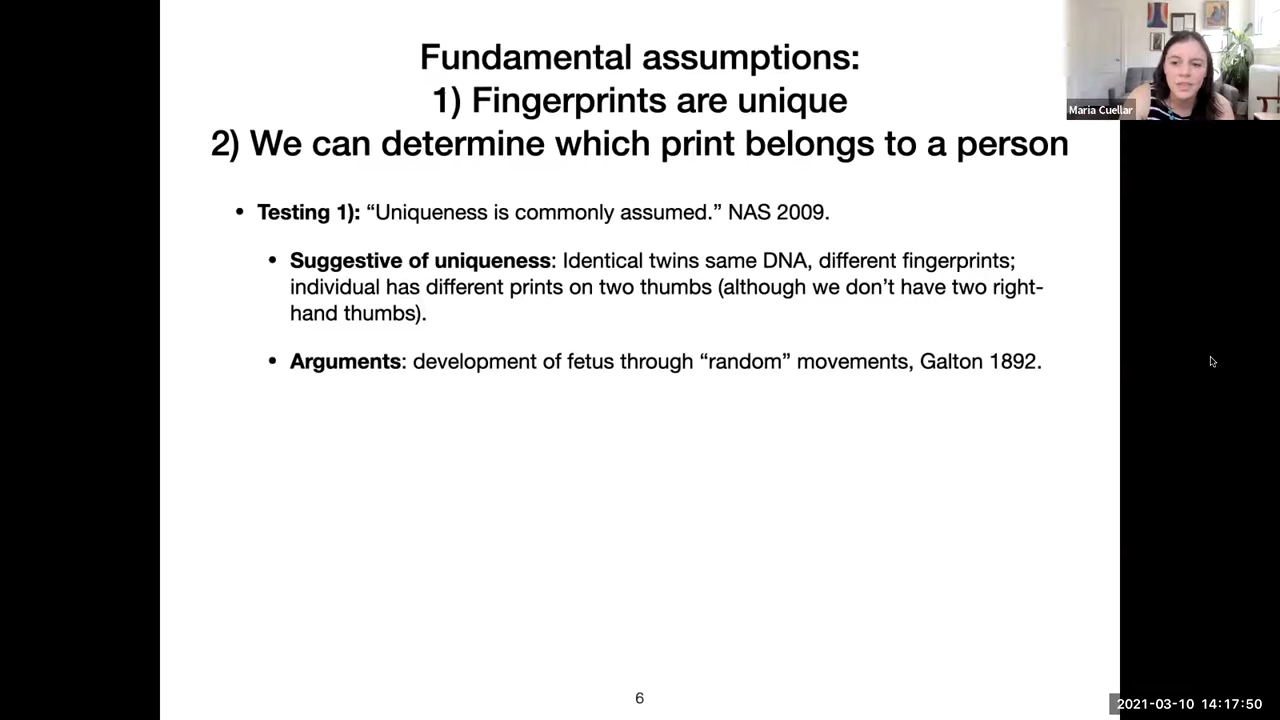 Fundamental assumptions:
1) Fingerprints are unique
2) We can determine which print belongs to a person
Maria Cuellar
• Testing 1): “Uniqueness is commonly assumed.” NAS 2009.
• Suggestive of uniqueness: Identical twins same DNA, different fingerprints;
individual has different prints on two thumbs (although we don’t have two right-
hand thumbs).
• Arguments: development of fetus through “random” movements, Galton 1892.
6
2021-03-10 14:17:50